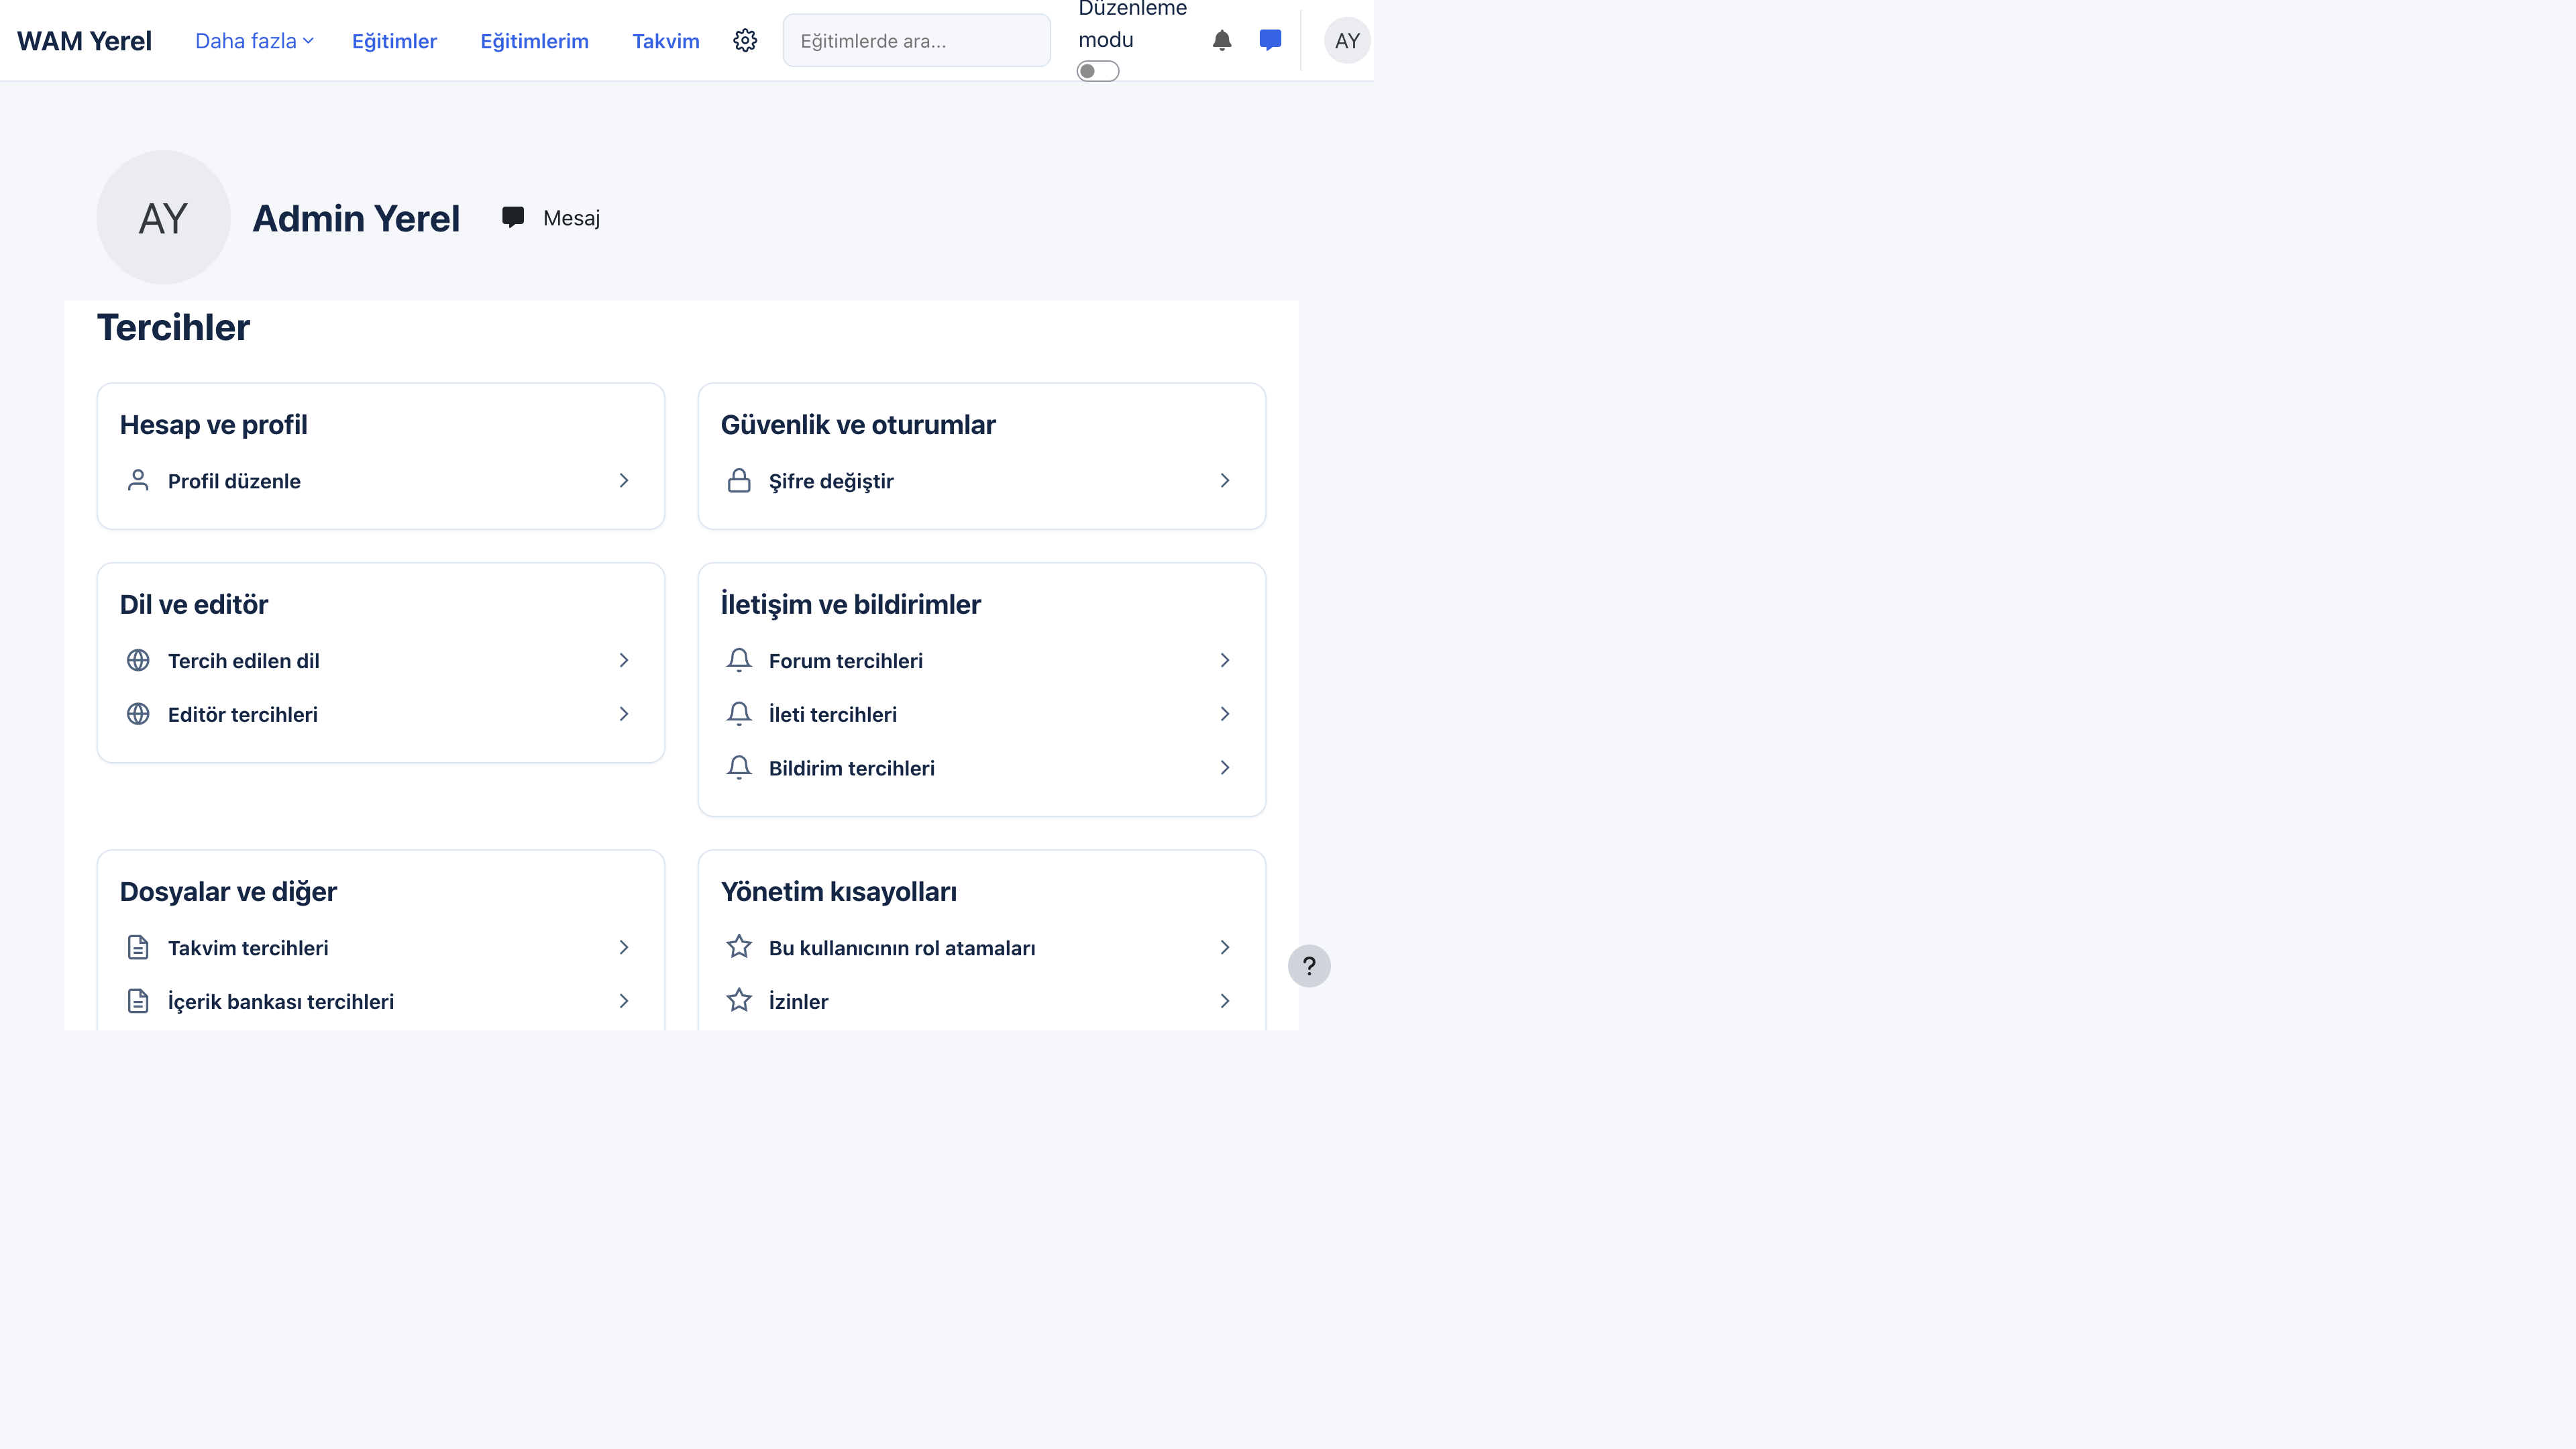 WAM Yerel
Daha fazla
Eğitimler
Eğitimlerim
Takvim
Eğitimlerde ara...
Düzenleme
modu
AY
AY
Admin Yerel
Mesaj
Tercihler
Hesap ve profil
Profil düzenle
Güvenlik ve oturumlar
Şifre değiştir
Dil ve editör
Tercih edilen dil
Editör tercihleri
İletişim ve bildirimler
Forum tercihleri
İleti tercihleri
Bildirim tercihleri
Dosyalar ve diğer
Takvim tercihleri
İçerik bankası tercihleri
Yönetim kısayolları
Bu kullanıcının rol atamaları
İzinler
?